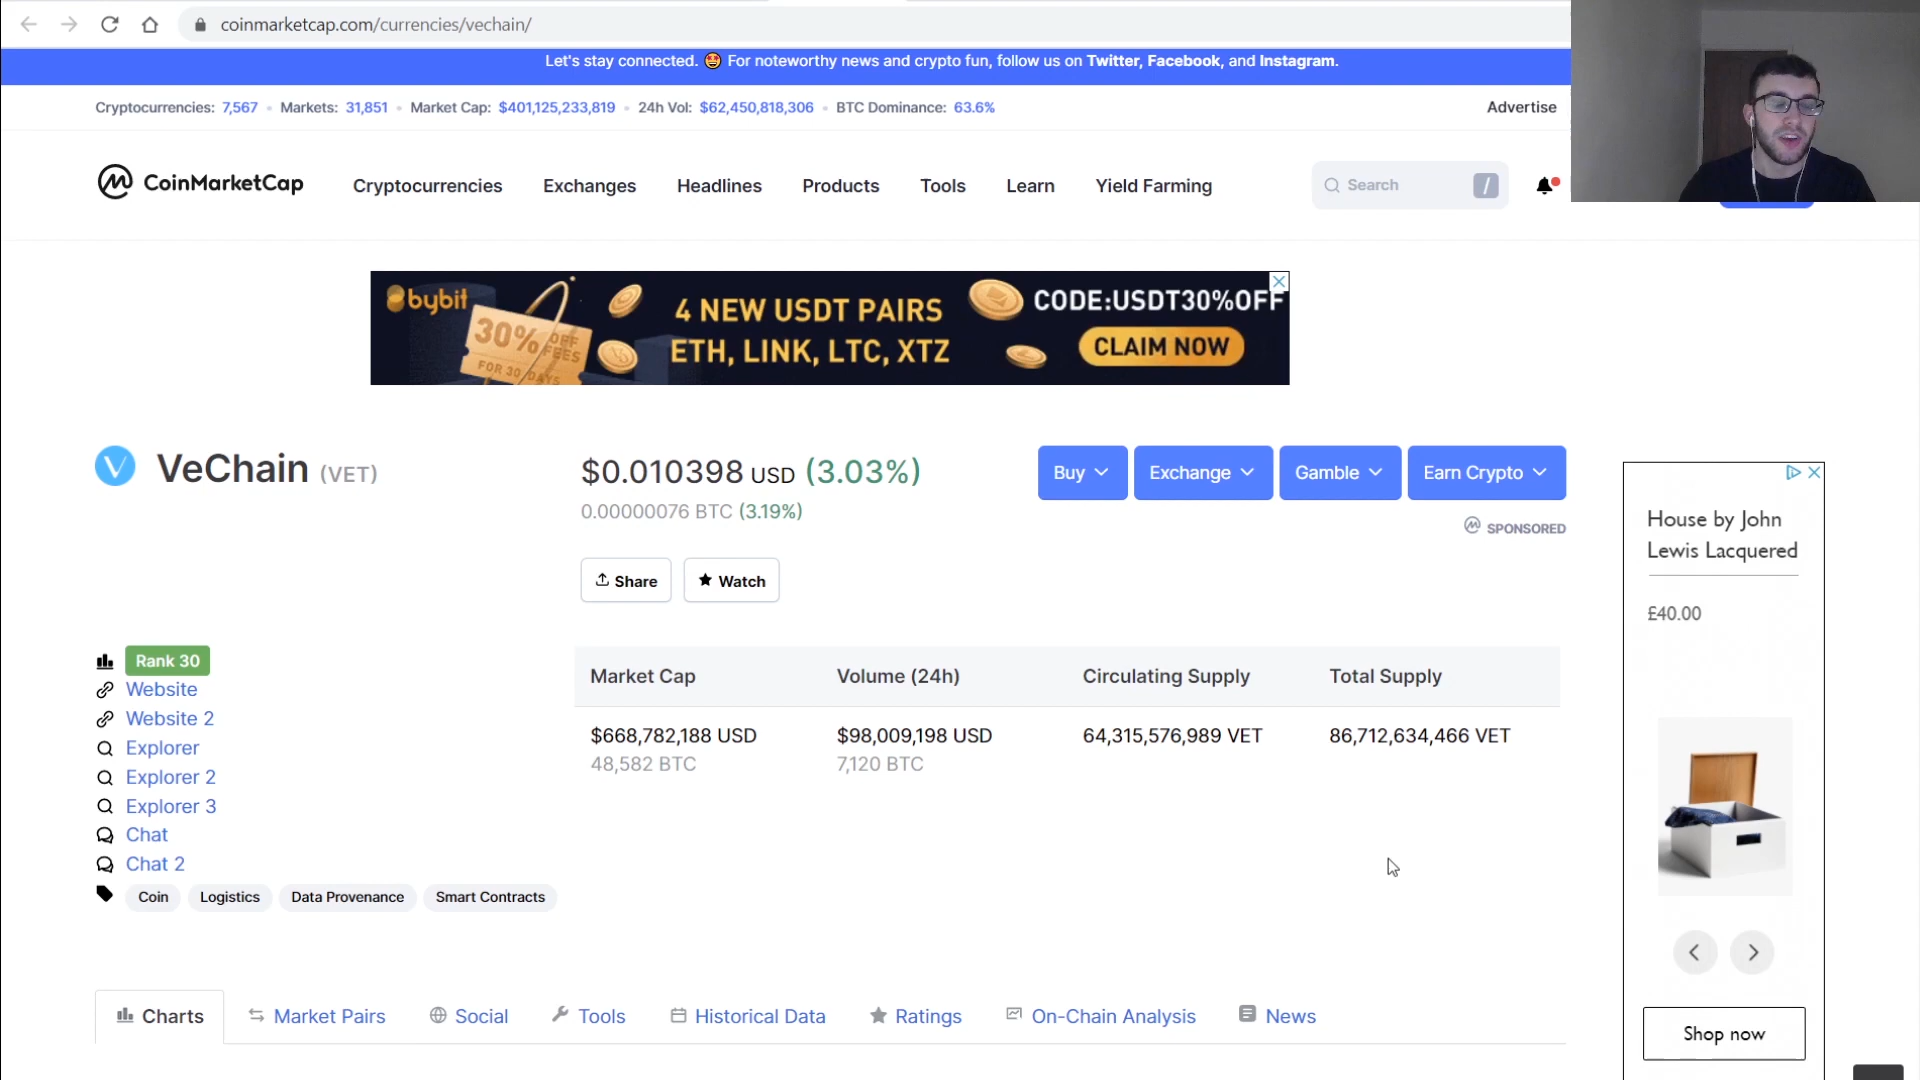 coinmarketcap.com/currencies/vechain/
Let's stay connected. 🤩 For noteworthy news and crypto fun, follow us on Twitter, Facebook, and Instagram.
Cryptocurrencies: 7,567 • Markets: 31,851 • Market Cap: $401,125,233,819 • 24h Vol: $62,450,818,306 • BTC Dominance: 63.6%
Advertise
CoinMarketCap
Cryptocurrencies Exchanges Headlines Products Tools Learn Yield Farming
Search /
bybit
30% OFF FEES
FOR 30 DAYS
4 NEW USDT PAIRS
ETH, LINK, LTC, XTZ
CODE:USDT30%OFF
CLAIM NOW
VeChain (VET)
$0.010398 USD (3.03%)
0.00000076 BTC (3.19%)
Buy Exchange Gamble Earn Crypto
SPONSORED
Share Watch
Rank 30
Website
Website 2
Explorer
Explorer 2
Explorer 3
Chat
Chat 2
Coin Logistics Data Provenance Smart Contracts
Market Cap Volume (24h) Circulating Supply Total Supply
$668,782,188 USD $98,009,198 USD 64,315,576,989 VET 86,712,634,466 VET
48,582 BTC 7,120 BTC
House by John
Lewis Lacquered
£40.00
Shop now
Charts Market Pairs Social Tools Historical Data Ratings On-Chain Analysis News